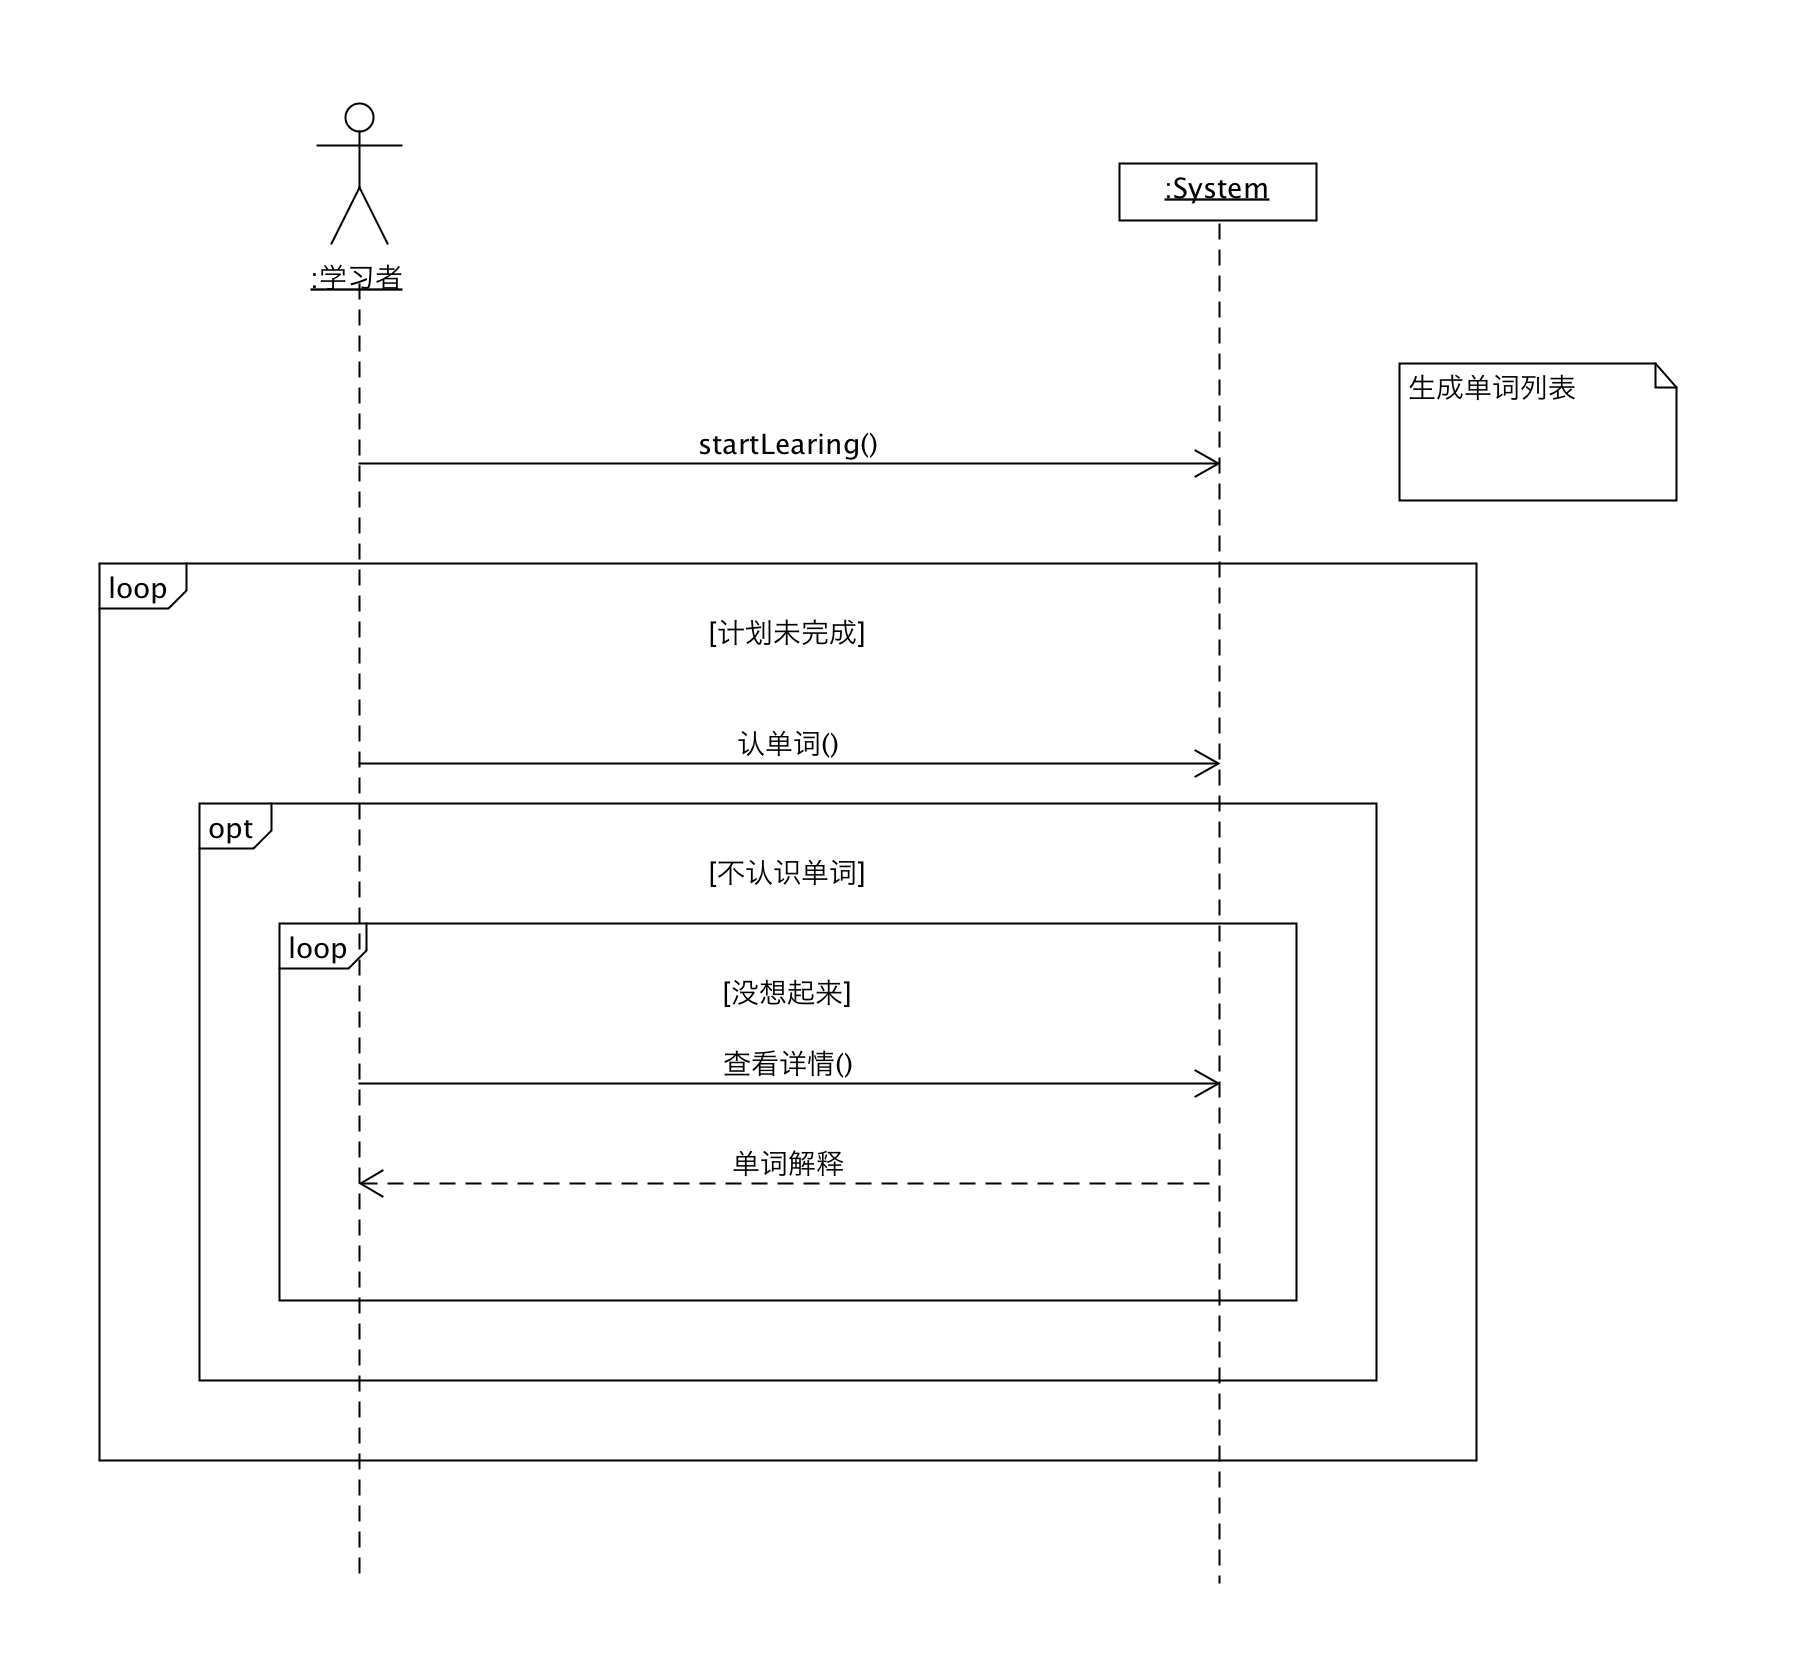 :System
:学习者
生成单词列表
startLearing()
loop
[计划未完成]
认单词()
opt
[不认识单词]
loop
[没想起来]
查看详情()
单词解释